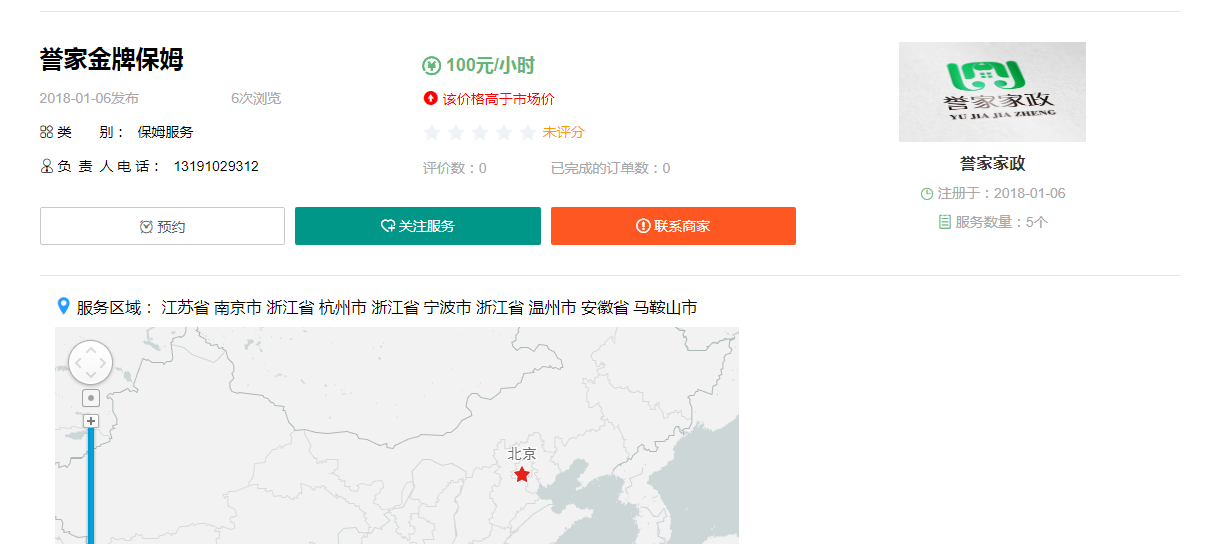 誉家金牌保姆
2018-01-06发布 6次浏览
类 别： 保姆服务
负 责 人 电 话： 13191029312
100元/小时
该价格高于市场价
未评分
评价数：0 已完成的订单数：0
预约 关注服务 联系商家
誉家家政
YU JIA JIA ZHENG
誉家家政
注册于：2018-01-06
服务数量：5个
服务区域： 江苏省 南京市 浙江省 杭州市 浙江省 宁波市 浙江省 温州市 安徽省 马鞍山市
北京